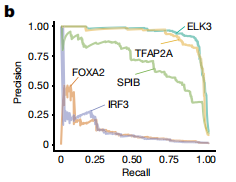 b
ELK3
1.00
TFAP2A
0.75
FOXA2
SPIB
Precision
0.50
IRF3
0.25
0
0 0.25 0.50 0.75 1.00
Recall